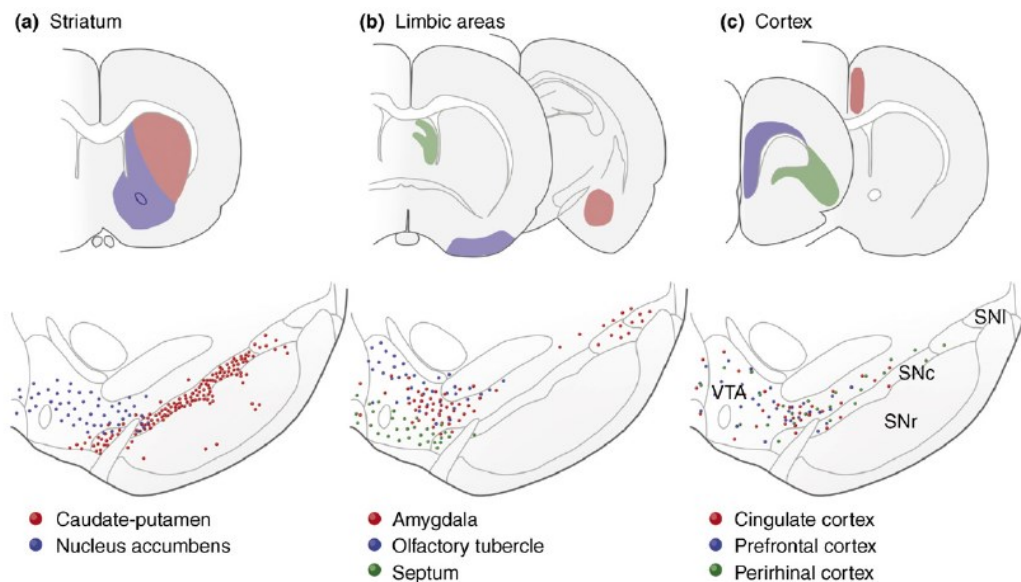 (a) Striatum
(b) Limbic areas
(c) Cortex
SNl
SNc
VTA
SNr
Caudate-putamen
Nucleus accumbens
Amygdala
Olfactory tubercle
Septum
Cingulate cortex
Prefrontal cortex
Perirhinal cortex